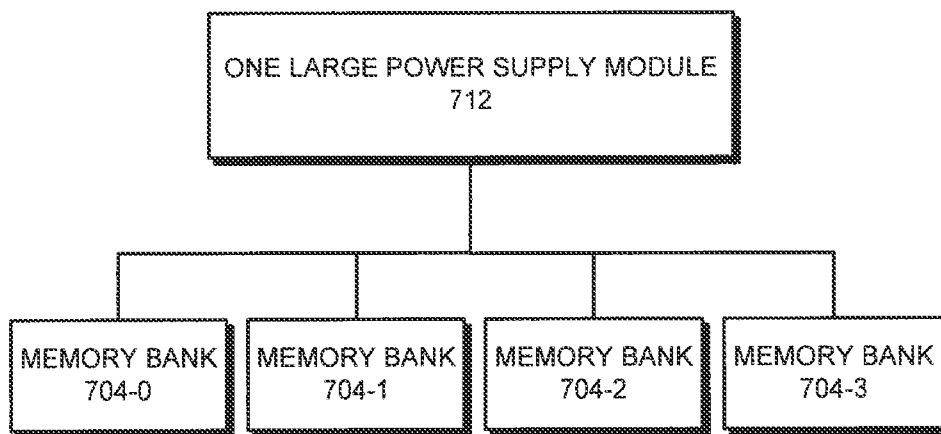 ONE LARGE POWER SUPPLY MODULE
712
MEMORY BANK
704-0
MEMORY BANK
704-1
MEMORY BANK
704-2
MEMORY BANK
704-3